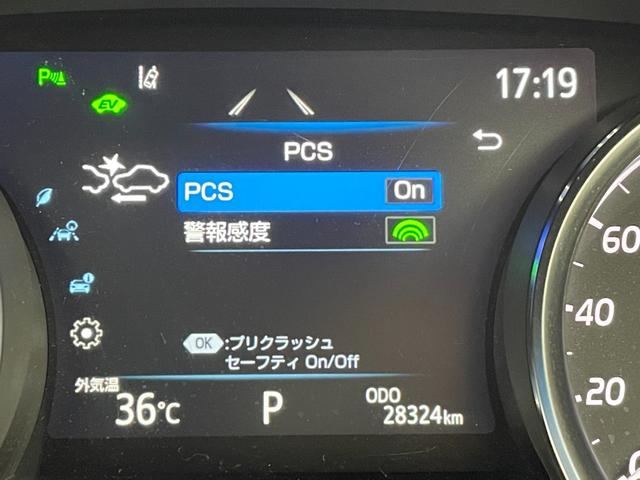 P
EV
17:19
PCS
PCS On
警報感度
OK :プリクラッシュ
セーフティ On/Off
外気温
36℃
P
ODO
28324km
60
40
20
0